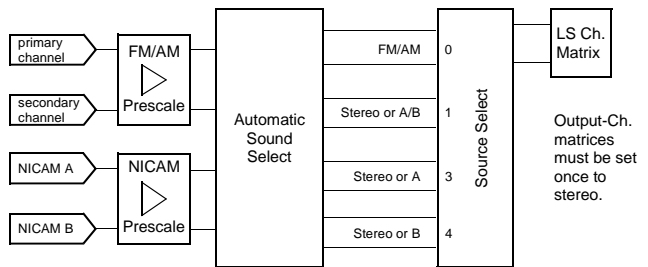 primary
channel
secondary
channel
NICAM A
NICAM B
FM/AM
Prescale
NICAM
Prescale
Automatic
Sound
Select
FM/AM
Stereo or A/B
Stereo or A
Stereo or B
0
1
3
4
Source Select
LS Ch.
Matrix
Output-Ch.
matrices
must be set
once to
stereo.